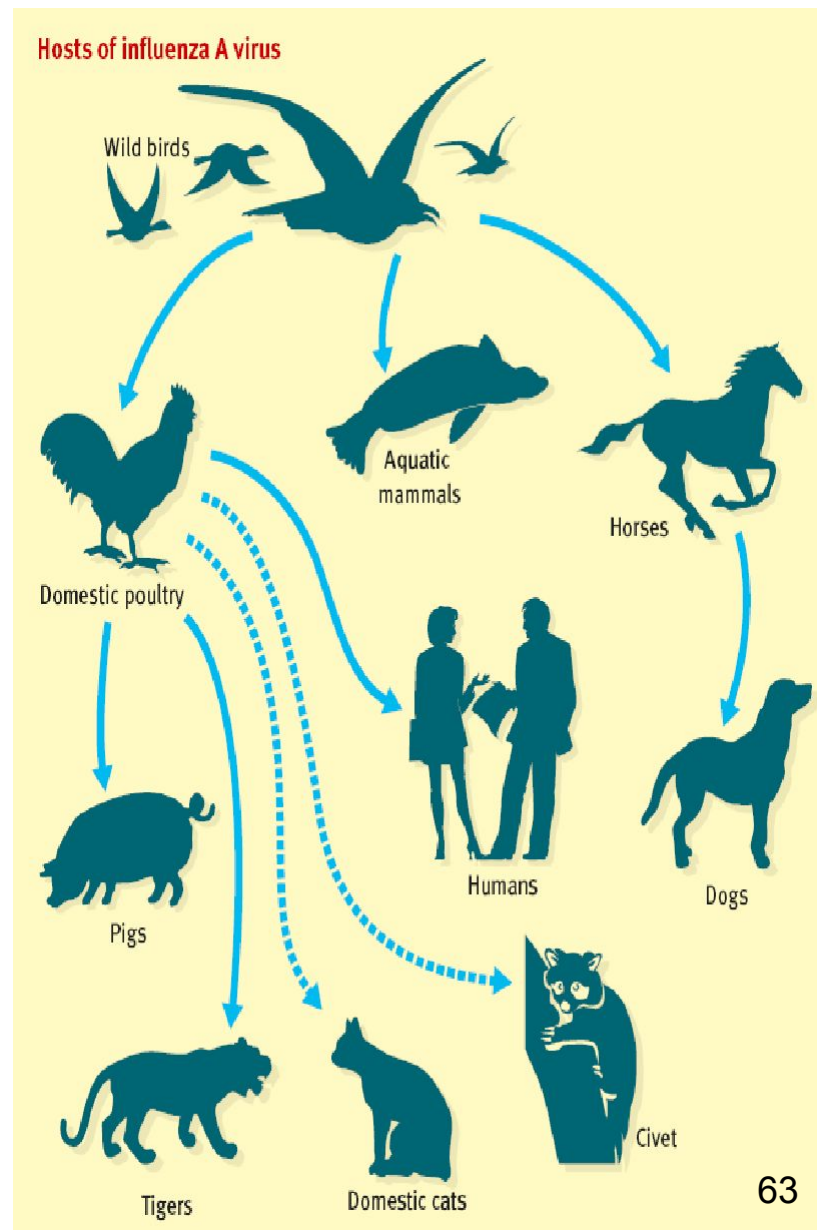 Hosts of influenza A virus
Wild birds
Aquatic
mammals
Horses
Domestic poultry
Humans
Dogs
Pigs
Civet
Tigers
Domestic cats
63